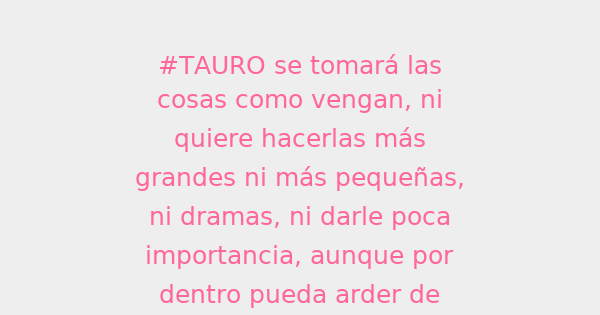 #TAURO se tomará las
cosas como vengan, ni
quiere hacerlas más
grandes ni más pequeñas,
ni dramas, ni darle poca
importancia, aunque por
dentro pueda arder de